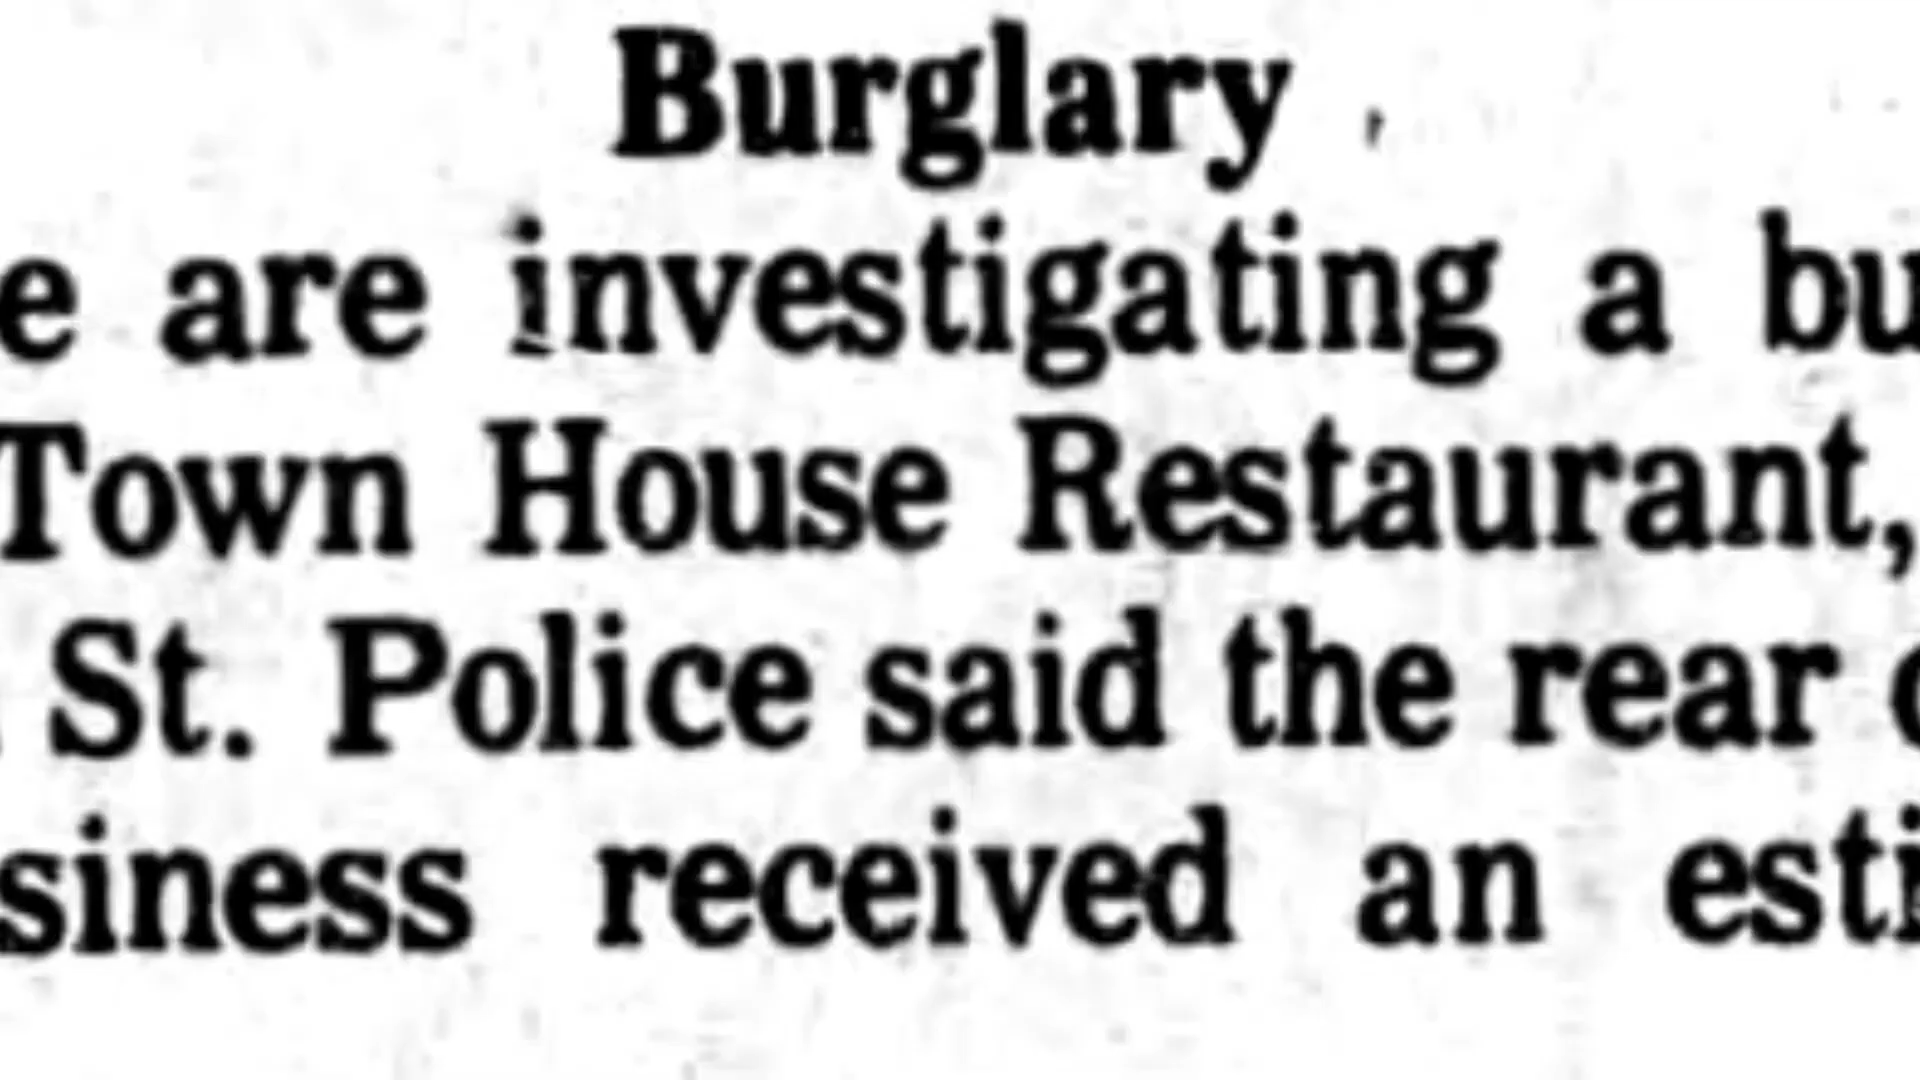 Burglary
e are investigating a bu
Town House Restaurant,
St. Police said the rear
siness received an esti